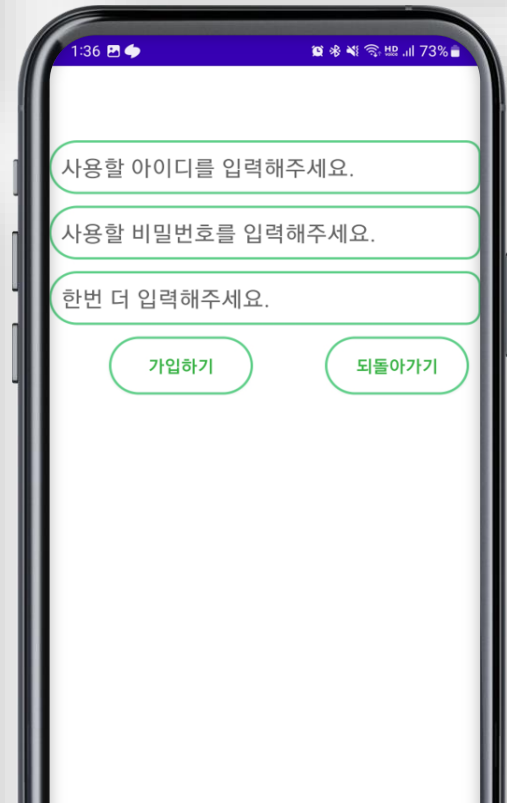 1:36 HD VOICE 73%
사용할 아이디를 입력해주세요.
사용할 비밀번호를 입력해주세요.
한번 더 입력해주세요.
가입하기 되돌아가기